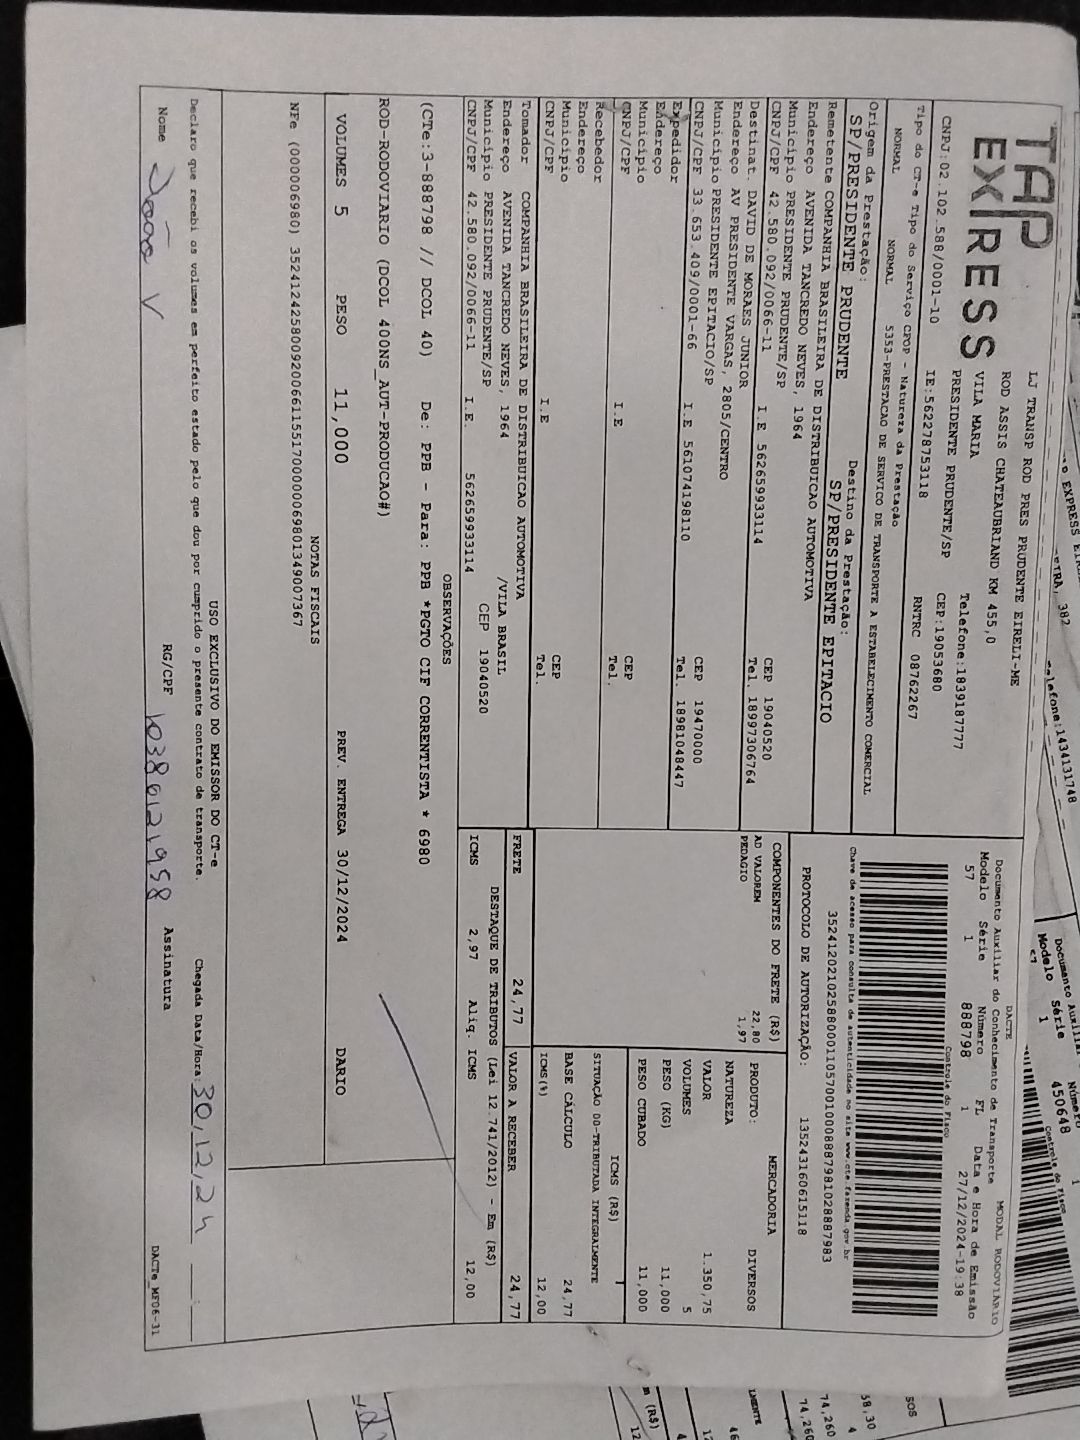 TAP EXPRESS
LJ TRANSP ROD PRES PRUDENTE EIRELI-ME
ROD ASSIS CHATEAUBRIAND KM 455,0
VILA MARIA
PRESIDENTE PRUDENTE/SP CEP:19053680
Telefone:1839187777
CNPJ:02.102.588/0001-10 IE:562278753118 RNTRC 08762267
Tipo do CT-e Tipo do Serviço CFOP - Natureza da Prestação
NORMAL NORMAL 5353-PRESTACAO DE SERVICO DE TRANSPORTE A ESTABELECIMENTO COMERCIAL
DACTE MODAL RODOVIÁRIO
Documento Auxiliar do Conhecimento de Transporte
Modelo Série Número FL Data e Hora de Emissão
57 1 888798 1 27/12/2024-19:38
Controle do Fisco
35241202102588000110570010008887981028887983
Chave de acesso para consulta de autenticidade no site www.cte.fazenda.gov.br
PROTOCOLO DE AUTORIZAÇÃO: 135243160615118
Origem da Prestação: Destino da Prestação:
SP/PRESIDENTE PRUDENTE SP/PRESIDENTE EPITACIO
Remetente COMPANHIA BRASILEIRA DE DISTRIBUICAO AUTOMOTIVA
Endereço AVENIDA TANCREDO NEVES, 1964
Município PRESIDENTE PRUDENTE/SP CEP 19040520
CNPJ/CPF 42.580.092/0066-11 I.E 562659933114 Tel. 18997306764
Destinat. DAVID DE MORAES JUNIOR
Endereço AV PRESIDENTE VARGAS, 2805/CENTRO
Município PRESIDENTE EPITACIO/SP CEP 19470000
CNPJ/CPF 33.653.409/0001-66 I.E 561074198110 Tel. 18981048447
Expedidor
Endereço
Município CEP
CNPJ/CPF I.E Tel.
Recebedor
Endereço
Município CEP
CNPJ/CPF I.E Tel.
Tomador COMPANHIA BRASILEIRA DE DISTRIBUICAO AUTOMOTIVA
Endereço AVENIDA TANCREDO NEVES, 1964 /VILA BRASIL
Município PRESIDENTE PRUDENTE/SP CEP 19040520
CNPJ/CPF 42.580.092/0066-11 I.E. 562659933114
COMPONENTES DO FRETE (R$)
AD VALOREM 22,80
PEDAGIO 1,97
MERCADORIA
PRODUTO: DIVERSOS
NATUREZA
VALOR 1.350,75
VOLUMES 5
PESO (KG) 11,000
PESO CUBADO 11,000
ICMS (R$)
SITUAÇÃO 00-TRIBUTADA INTEGRALMENTE
BASE CÁLCULO 24,77
ICMS(%) 12,00
FRETE 24,77 VALOR A RECEBER 24,77
DESTAQUE DE TRIBUTOS (Lei 12.741/2012) - Em (R$)
ICMS 2,97 Aliq. ICMS 12,00
OBSERVAÇÕES
(CTe:3-888798 // DCOL 40) De: PPB - Para: PPB *PGTO CIF CORRENTISTA * 6980
ROD-RODOVIARIO (DCOL 400NS_AUT-PRODUCAO#)
VOLUMES 5 PESO 11,000 PREV. ENTREGA 30/12/2024 DARIO
NOTAS FISCAIS
NFe (000006980) 35241242580092006611551700000069801349007367
USO EXCLUSIVO DO EMISSOR DO CT-e
Declaro que recebi os volumes em perfeito estado pelo que dou por cumprido o presente contrato de transporte. Chegada Data/Hora: 30/12/24 :
Nome João V RG/CPF Assinatura DACTe_MF06-31
Telefone:1434131748
Modelo Série Número
1 450648
Controle do Fisco